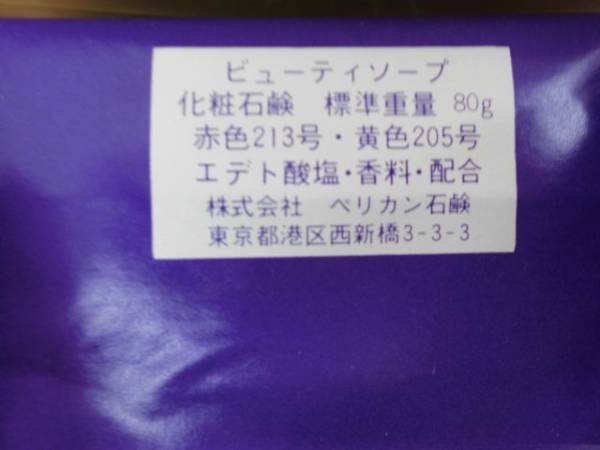 ビューティソープ
化粧石鹸　標準重量 80g
赤色213号・黄色205号
エデト酸塩・香料・配合
株式会社　ペリカン石鹸
東京都港区西新橋3-3-3